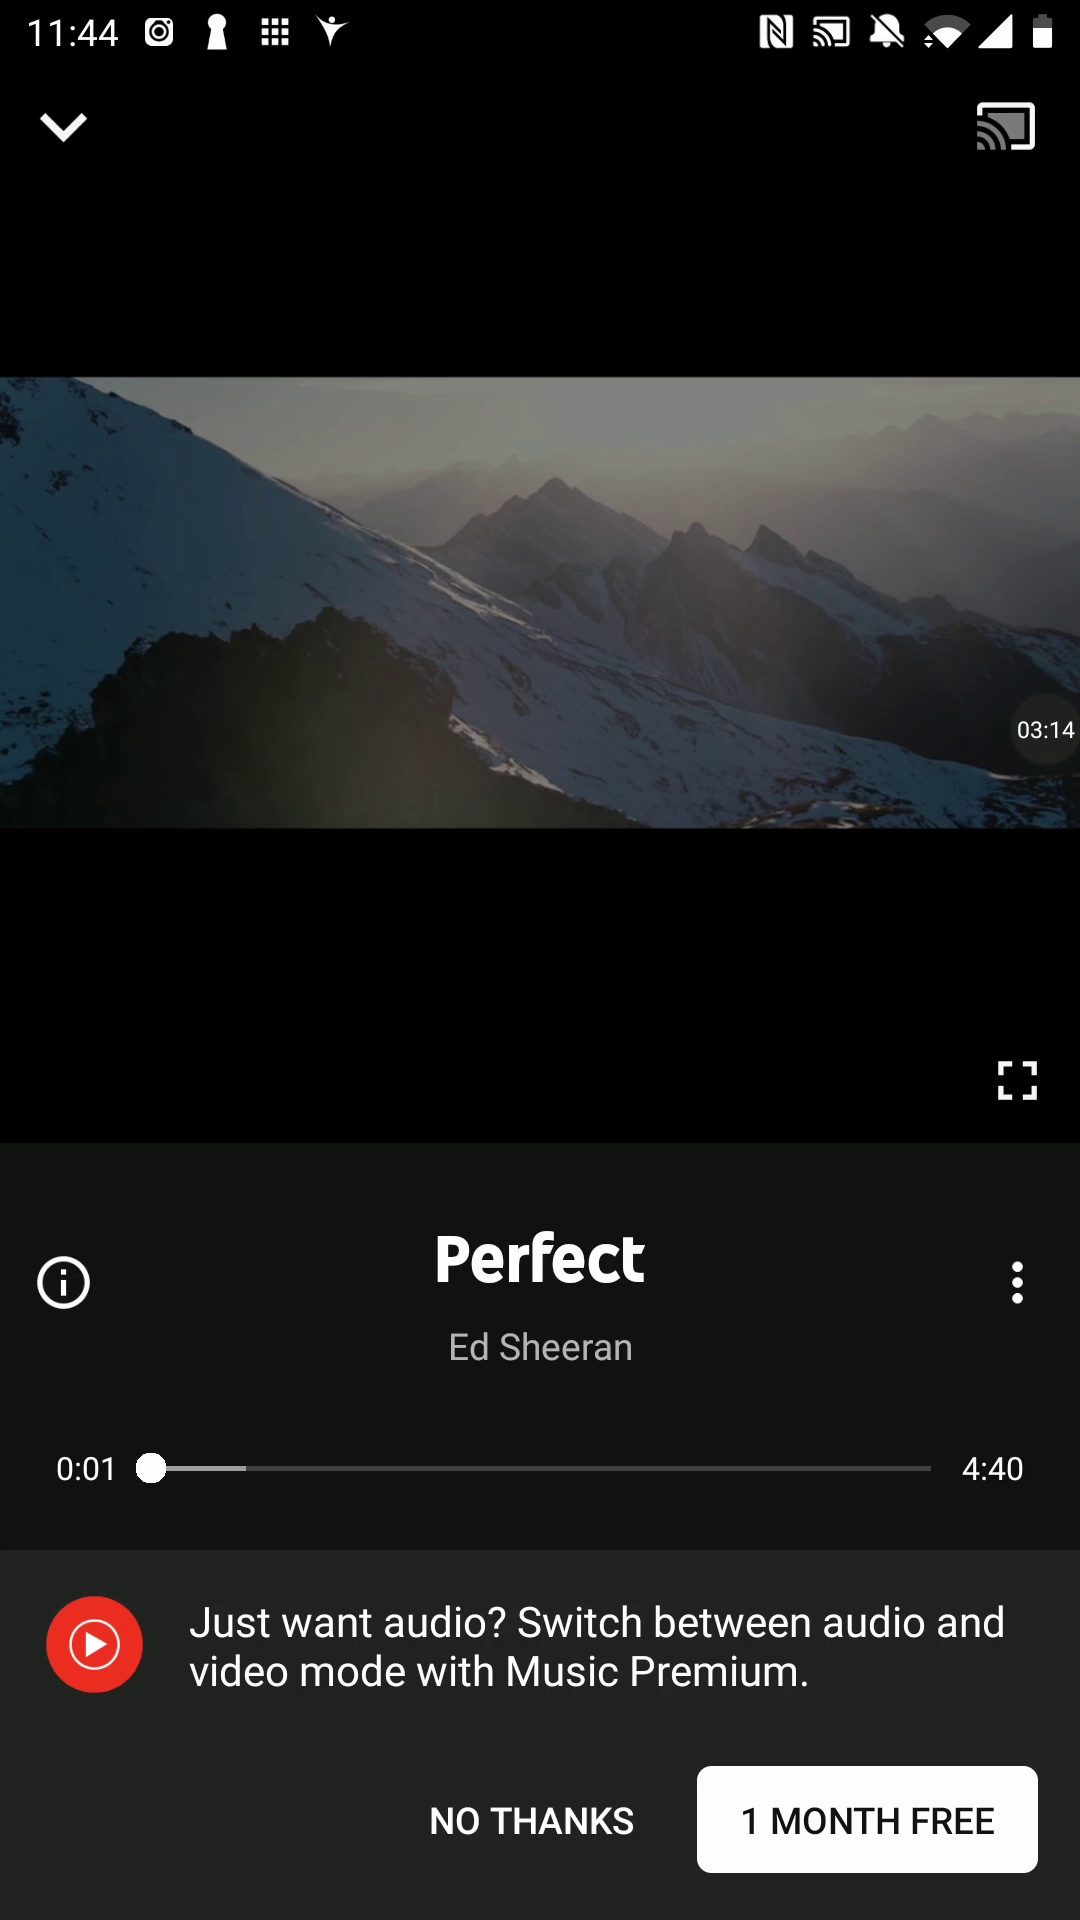 11:44
03:14
Perfect
Ed Sheeran
0:01
4:40
Just want audio? Switch between audio and
video mode with Music Premium.
NO THANKS
1 MONTH FREE